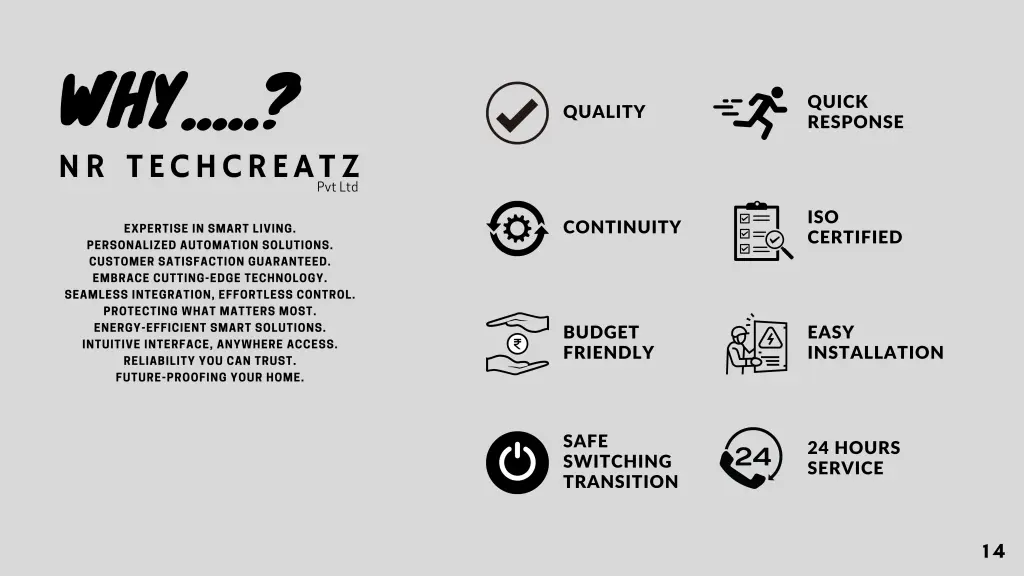 WHY.....?
NR TECHCREATZ
Pvt Ltd
EXPERTISE IN SMART LIVING.
PERSONALIZED AUTOMATION SOLUTIONS.
CUSTOMER SATISFACTION GUARANTEED.
EMBRACE CUTTING-EDGE TECHNOLOGY.
SEAMLESS INTEGRATION, EFFORTLESS CONTROL.
PROTECTING WHAT MATTERS MOST.
ENERGY-EFFICIENT SMART SOLUTIONS.
INTUITIVE INTERFACE, ANYWHERE ACCESS.
RELIABILITY YOU CAN TRUST.
FUTURE-PROOFING YOUR HOME.
QUALITY
QUICK
RESPONSE
CONTINUITY
ISO
CERTIFIED
₹
BUDGET
FRIENDLY
EASY
INSTALLATION
SAFE
SWITCHING
TRANSITION
24
24 HOURS
SERVICE
14